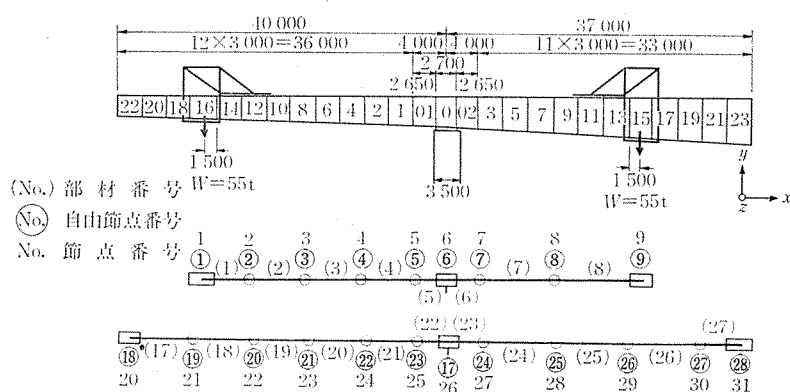 40 000 37 000
12×3 000=36 000 4 000 4 000 11×3 000=33 000
2 700
2 650 2 650
22 20 18 16 14 12 10 8 6 4 2 1 01 0 02 3 5 7 9 11 13 15 17 19 21 23
1 500 3 500 1 500
W=55t W=55t
y
x
z
(No.) 部材番号
No. 自由節点番号
No. 節点番号
1 2 3 4 5 6 7 8 9
① ② ③ ④ ⑤ ⑥ ⑦ ⑧ ⑨
(1) (2) (3) (4) (7) (8)
(5) (6)
(22) (23) (27)
(17) (18) (19) (20) (21) (24) (25) (26)
⑱ ⑲ ⑳ ㉑ ㉒ ㉓ ⑰ ㉔ ㉕ ㉖ ㉗ ㉘
20 21 22 23 24 25 26 27 28 29 30 31